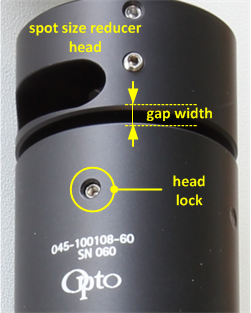 spot size reducer
head
gap width
head
lock
045-100108-60
SN 060
Opto